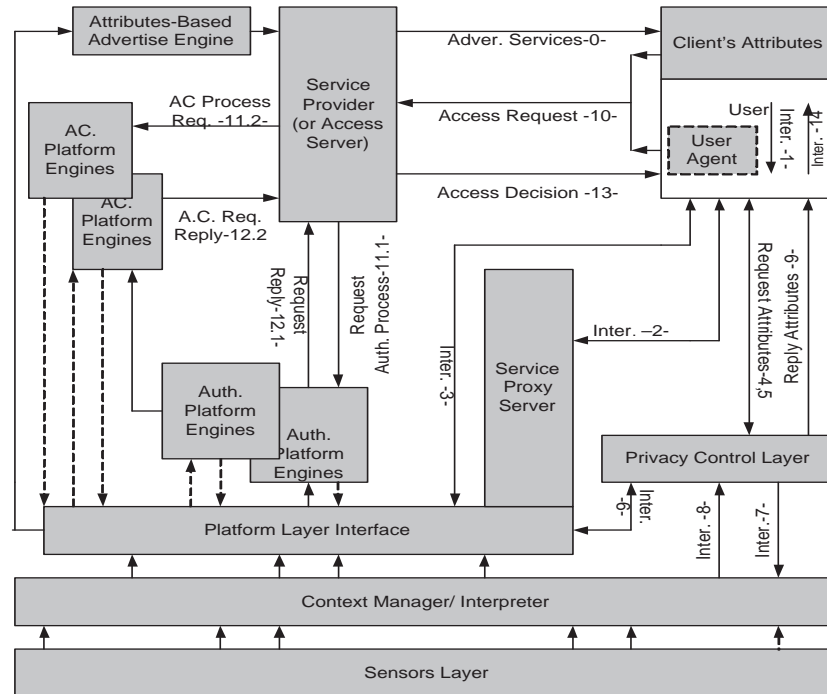 Attributes-Based
Advertise Engine
Service
Provider
(or Access
Server)
Adver. Services-0-
Client's Attributes
AC Process
Req. -11.2-
Access Request -10-
User
Inter. -1-
Inter. -14
User
Agent
AC.
Platform
Engines
AC.
Platform
Engines
A.C. Req.
Reply-12.2
Access Decision -13-
Request
Reply-12.1-
Request
Auth. Process-11.1-
Inter. -3-
Inter. –2-
Request Attributes-4,5
Reply Attributes -9-
Service
Proxy
Server
Auth.
Platform
Engines
Auth.
Platform
Engines
Privacy Control Layer
Inter.
-6-
Inter. -8-
Inter.-7-
Platform Layer Interface
Context Manager/ Interpreter
Sensors Layer